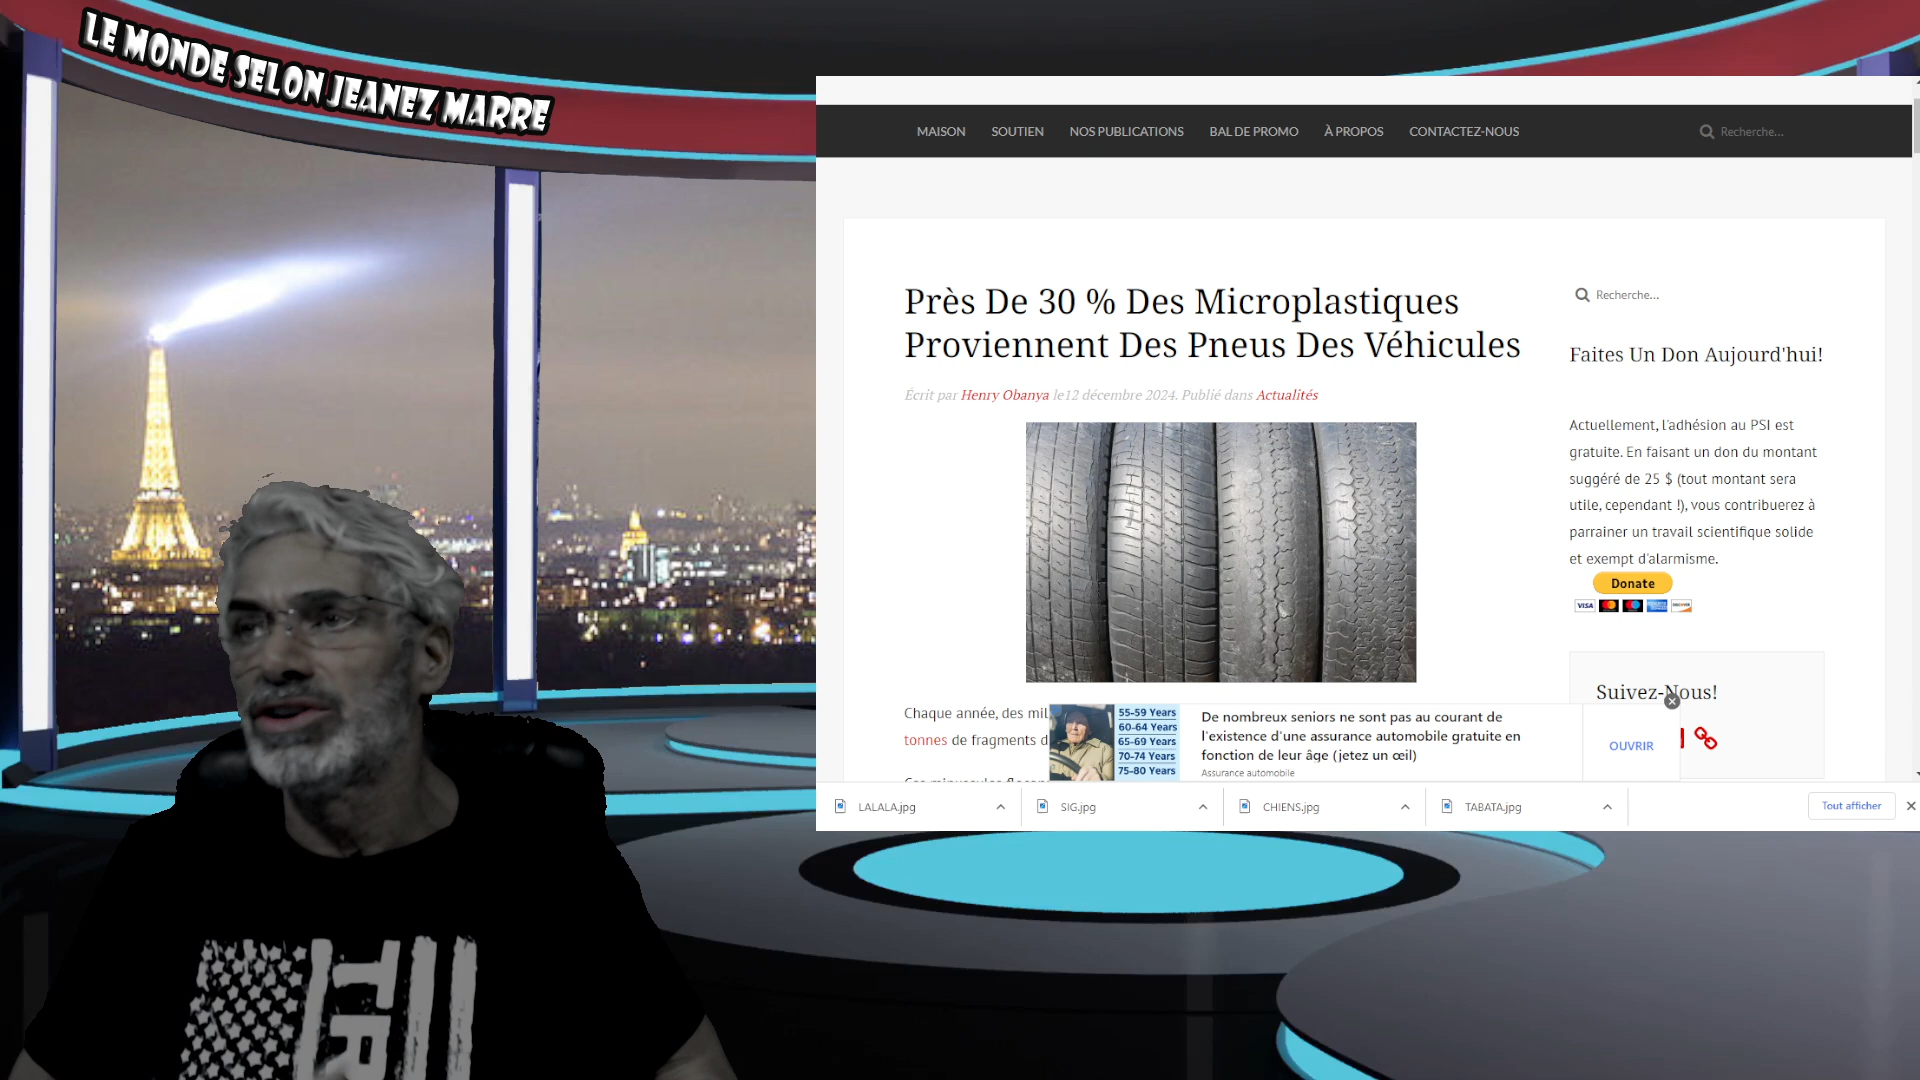 LE MONDE SELON JEANEZ MARRE
MAISON SOUTIEN NOS PUBLICATIONS BAL DE PROMO À PROPOS CONTACTEZ-NOUS Recherche...
Près De 30 % Des Microplastiques
Proviennent Des Pneus Des Véhicules
Écrit par Henry Obanya le12 décembre 2024. Publié dans Actualités
Chaque année, des mil
tonnes de fragments d
55-59 Years
60-64 Years
65-69 Years
70-74 Years
75-80 Years
De nombreux seniors ne sont pas au courant de
l'existence d'une assurance automobile gratuite en
fonction de leur âge (jetez un œil)
Assurance automobile
OUVRIR
Recherche...
Faites Un Don Aujourd'hui!
Actuellement, l'adhésion au PSI est
gratuite. En faisant un don du montant
suggéré de 25 $ (tout montant sera
utile, cependant !), vous contribuerez à
parrainer un travail scientifique solide
et exempt d'alarmisme.
Donate
VISA
Suivez-Nous!
LALALA.jpg SIG.jpg CHIENS.jpg TABATA.jpg Tout afficher